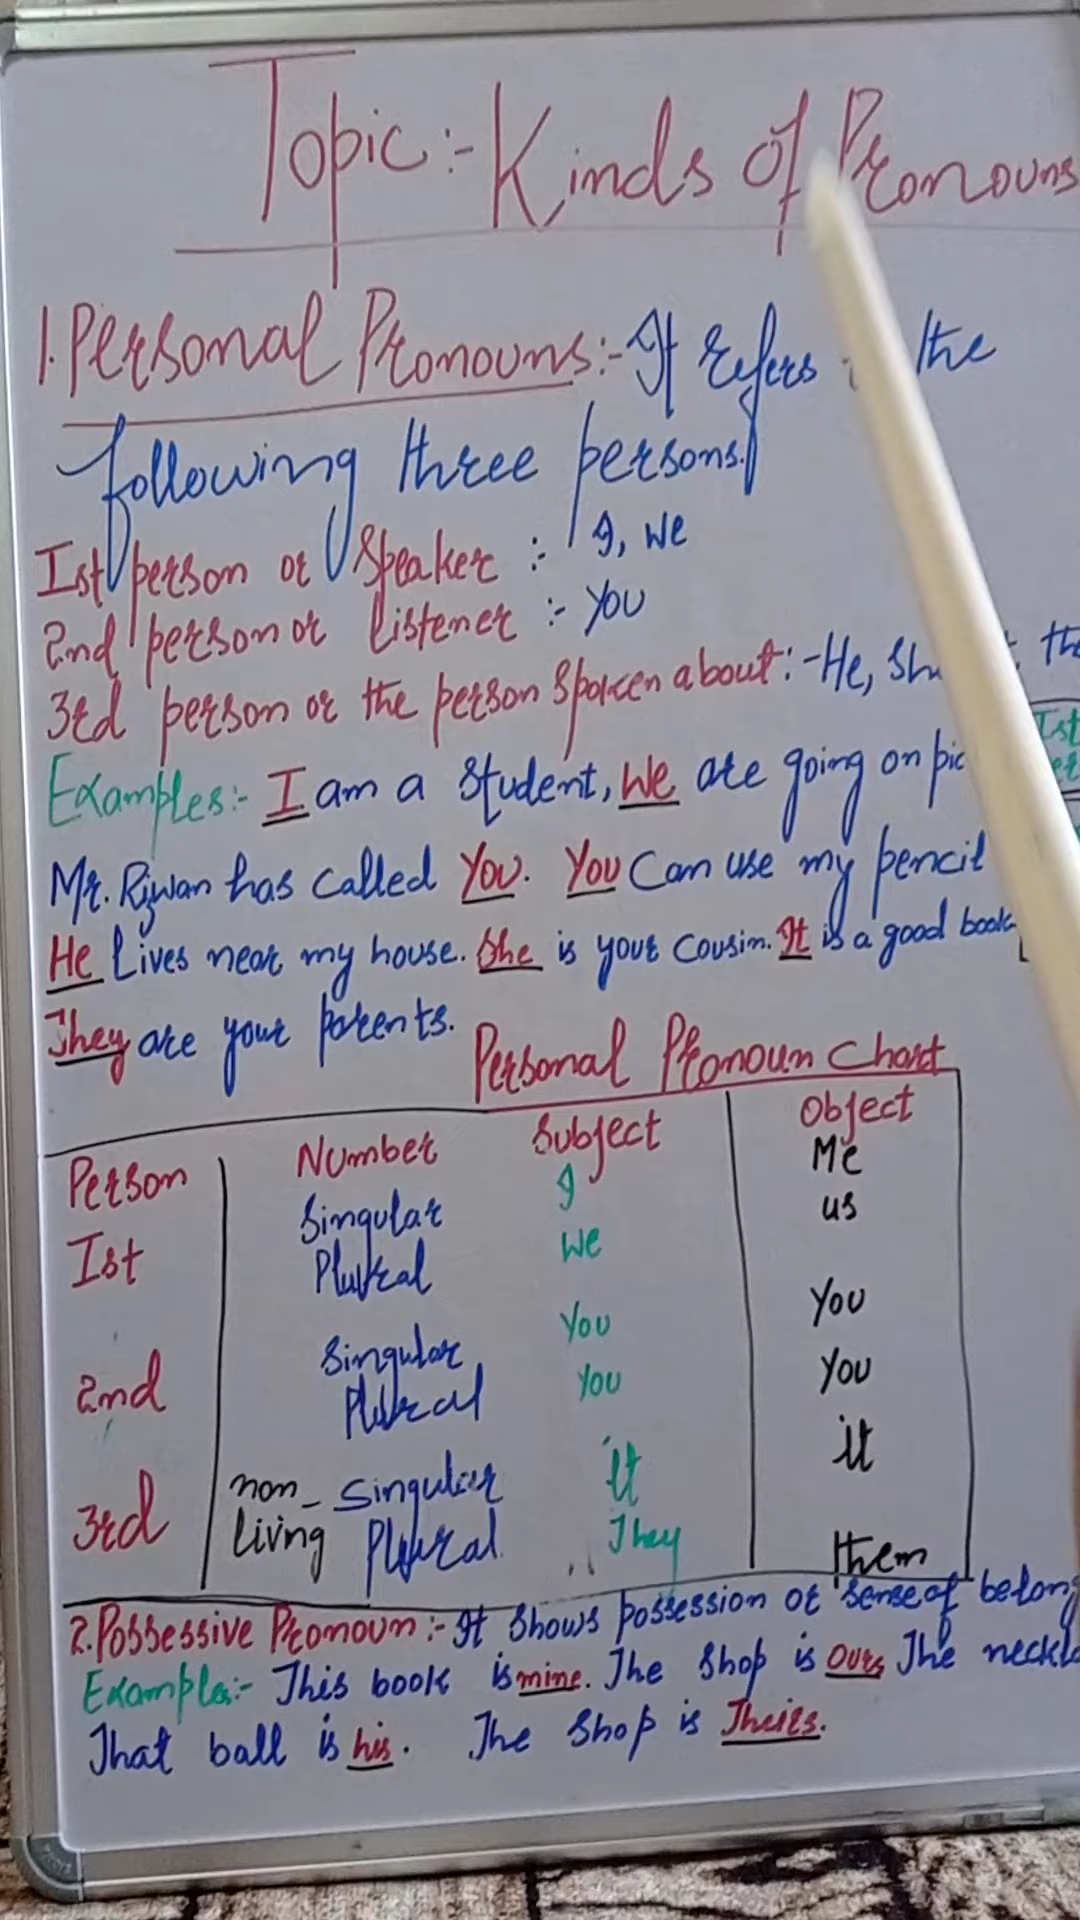 Topic:- Kinds of Pronouns
1. Personal Pronouns:- It refers the
following three persons.
Ist person or Speaker :- I, We
2nd person or listener :- You
3rd person or the person spoken about:- He,
Examples:- I am a student, We are going on
Ist
Mr. Rizwan has called You. You Can use my pencil
He lives near my house. She is your cousin. It is a good book
They are your parents.
Personal Pronoun Chart
Person Number Subject Object
Ist Singular I Me
Plural We us
2nd Singular You You
Plural You You
3rd non-living Singular it it
Plural They them
2. Possessive Pronoun:- It shows possession or sense of belong
Example:- This book is mine. The shop is ours The
That ball is his. The shop is Theirs.